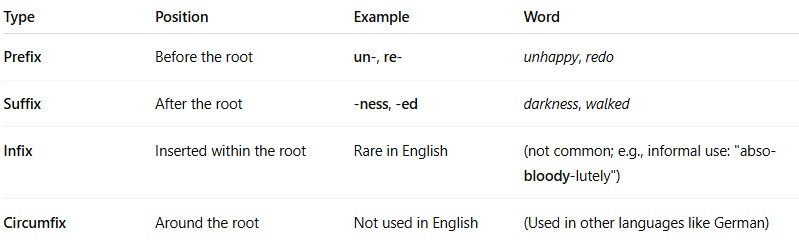 Type Position Example Word
Prefix Before the root un-, re- unhappy, redo
Suffix After the root -ness, -ed darkness, walked
Infix Inserted within the root Rare in English (not common; e.g., informal use: "abso-
bloody-lutely")
Circumfix Around the root Not used in English (Used in other languages like German)